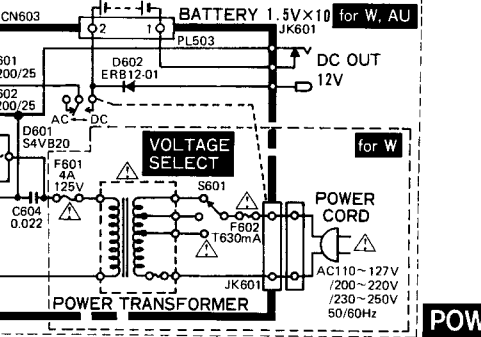 CN603
BATTERY 1.5V×10
for W, AU
2
1
JK601
PL503
601
200/25
D602
ERB12-01
DC OUT
12V
602
200/25
AC
DC
D601
S4VB20
VOLTAGE
SELECT
for W
F601
4A
125V
S601
POWER
CORD
C604
0.022
F602
T630mA
AC110~127V
/200~220V
/230~250V
50/60Hz
JK601
POWER TRANSFORMER
POW